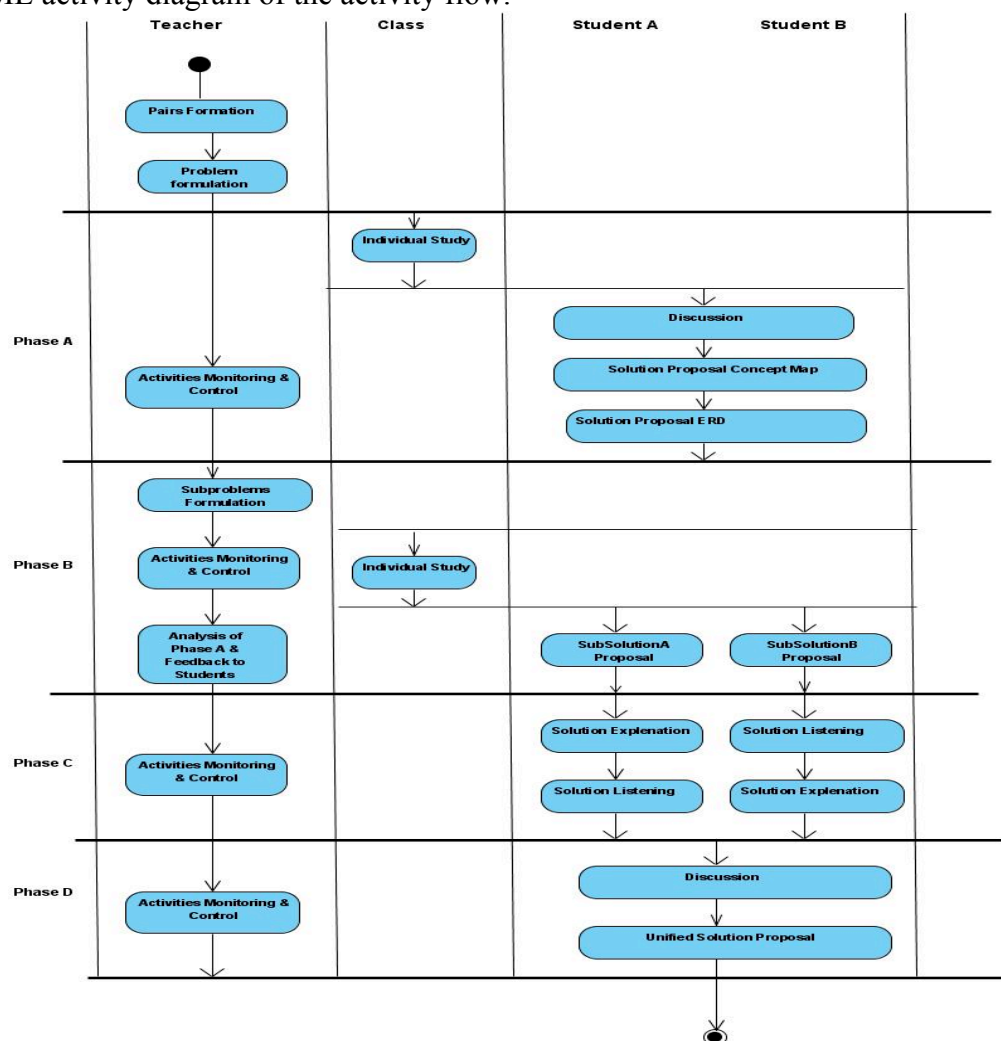 ML activity diagram of the activity flow.
Teacher
Class
Student A
Student B
Pairs Formation
Problem
formulation
Individual Study
Discussion
Phase A
Activities Monitoring &
Control
Solution Proposal Concept Map
Solution Proposal ERD
Subproblems
Formulation
Phase B
Activities Monitoring
& Control
Individual Study
Analysis of
Phase A &
Feedback to
Students
SubSolutionA
Proposal
SubSolutionB
Proposal
Solution Explenation
Solution Listening
Phase C
Activities Monitoring
& Control
Solution Listening
Solution Explenation
Phase D
Discussion
Activities Monitoring &
Control
Unified Solution Proposal